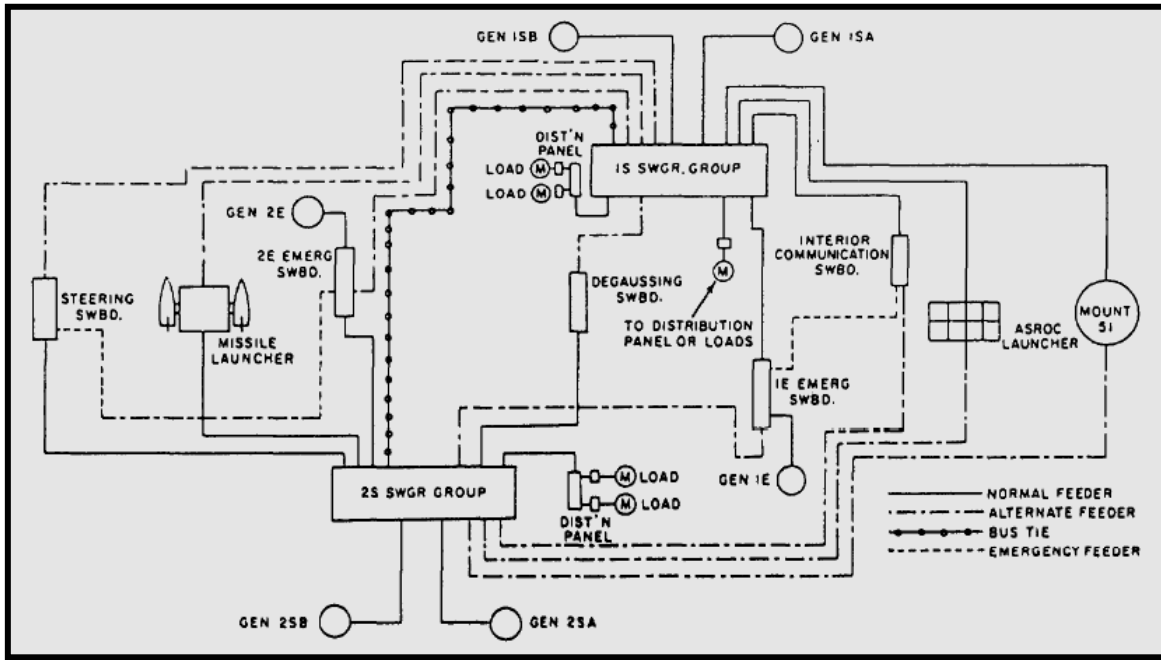 GEN 1SB
GEN 1SA
DIST'N
PANEL
LOAD
M
LOAD
M
1S SWGR. GROUP
GEN 2E
2E EMERG
SWBD.
INTERIOR
COMMUNICATION
SWBD.
STEERING
SWBD.
MISSILE
LAUNCHER
DEGAUSSING
SWBD.
M
TO DISTRIBUTION
PANEL OR LOADS
ASROC
LAUNCHER
MOUNT
51
1E EMERG
SWBD.
2S SWGR GROUP
M
LOAD
M
LOAD
DIST'N
PANEL
GEN 1E
NORMAL FEEDER
ALTERNATE FEEDER
BUS TIE
EMERGENCY FEEDER
GEN 2SB
GEN 2SA